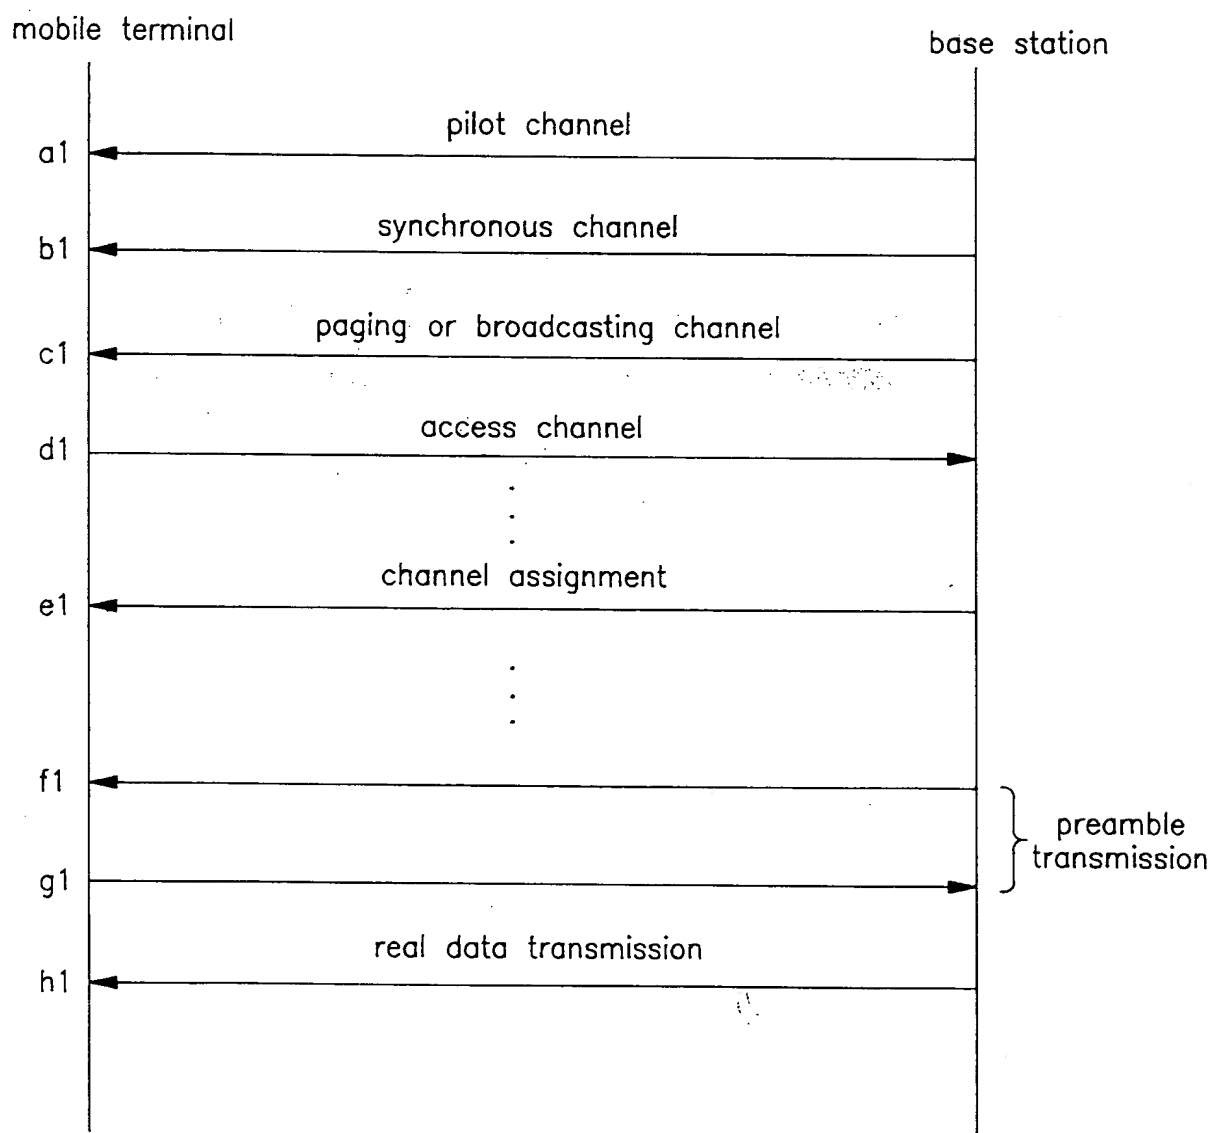 mobile terminal
base station
pilot channel
a1
synchronous channel
b1
paging or broadcasting channel
c1
access channel
d1
channel assignment
e1
f1
preamble
transmission
g1
real data transmission
h1